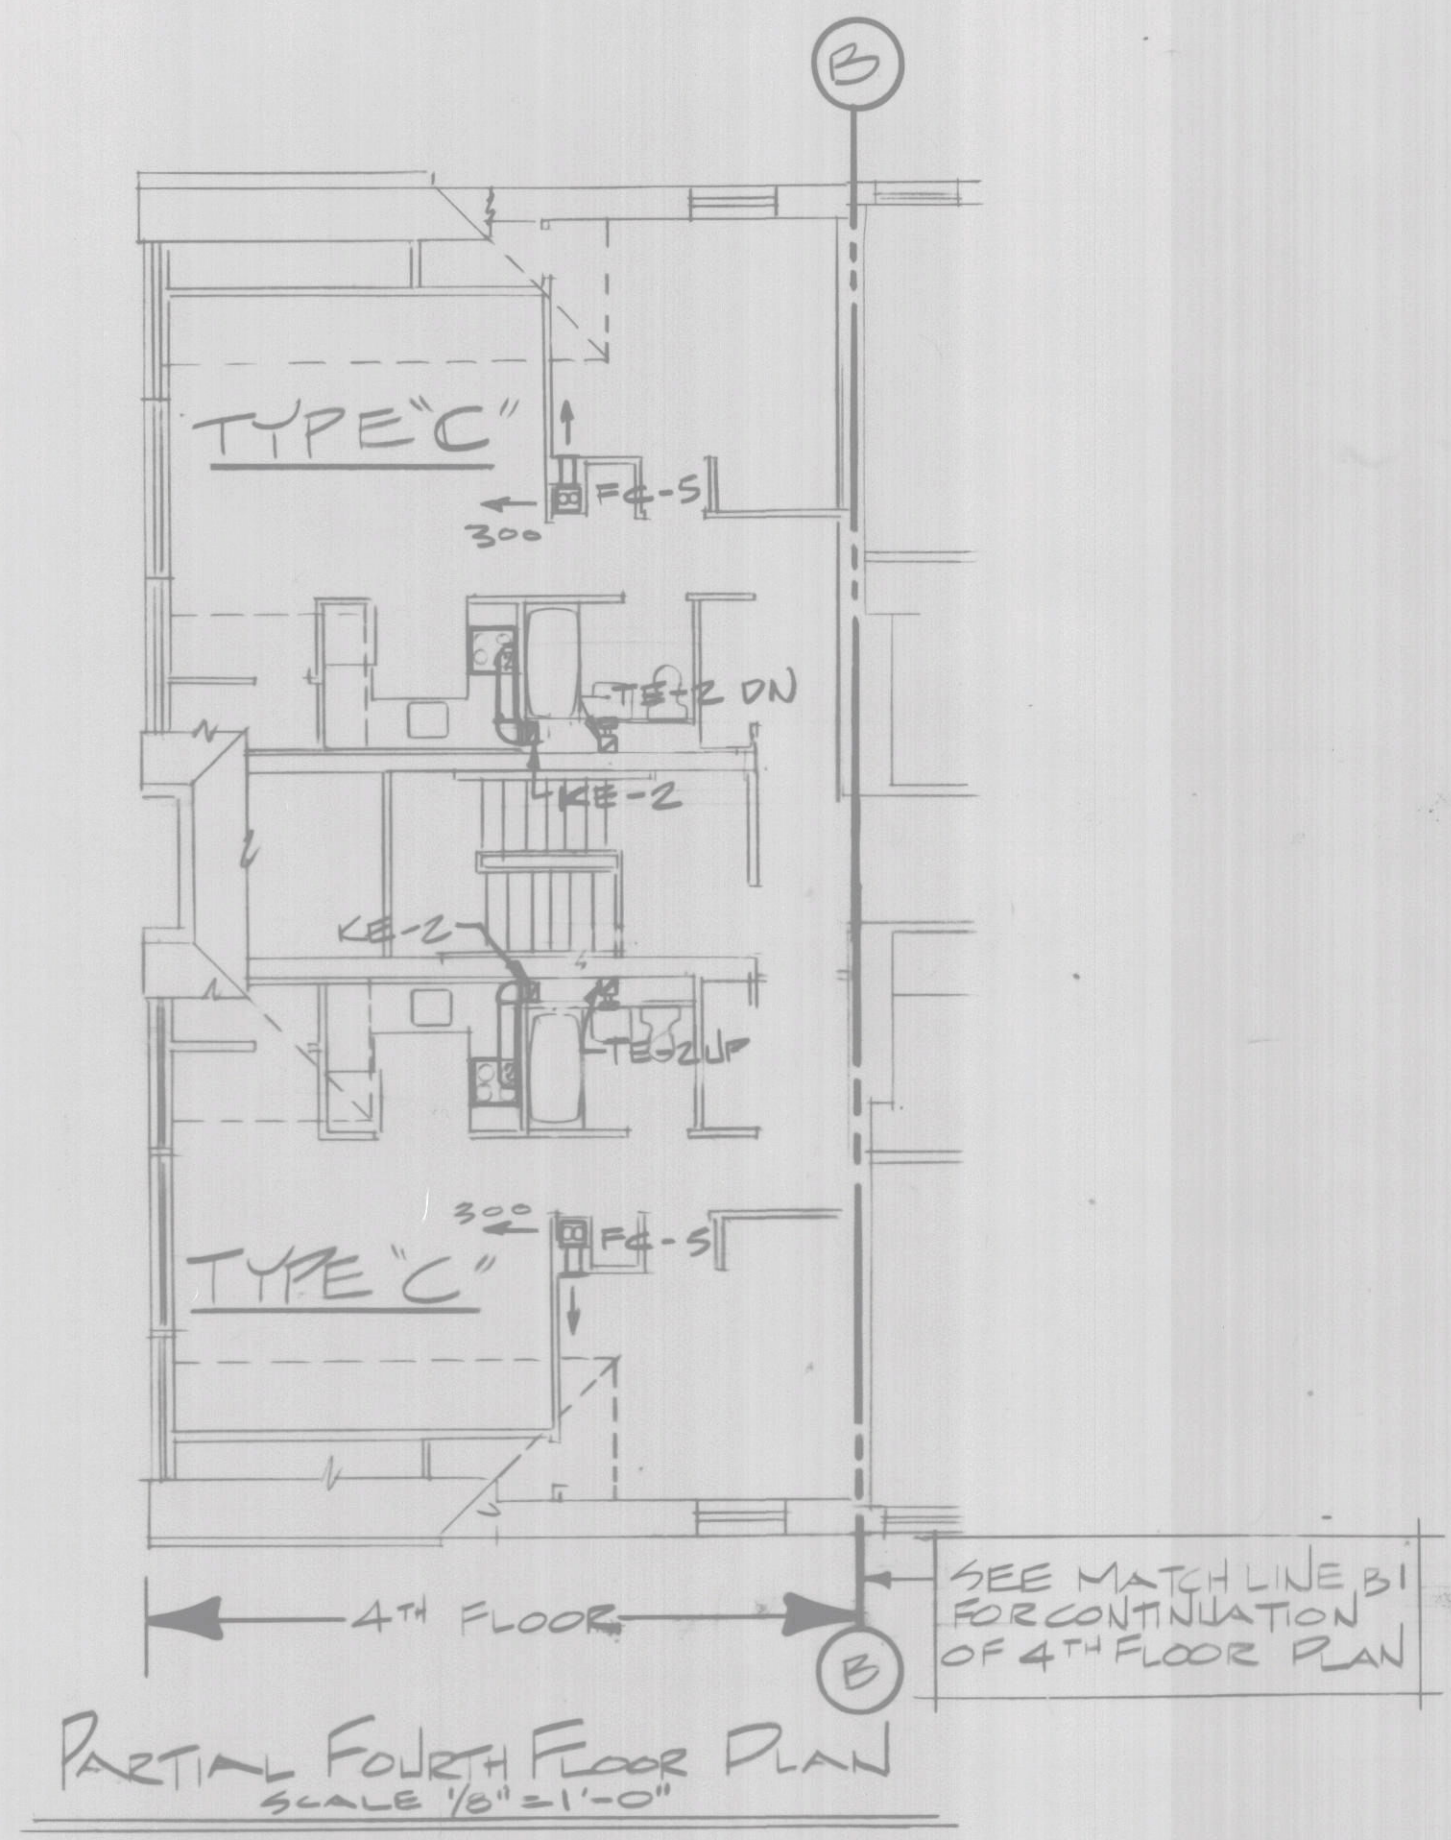 B
TYPE "C"
FC-5
300
TE-2 DN
KE-2
KE-2
TE-2 UP
300
FC-5
TYPE "C"
4TH FLOOR
SEE MATCH LINE B1
FOR CONTINUATION
OF 4TH FLOOR PLAN
B
PARTIAL FOURTH FLOOR PLAN
SCALE 1/8" = 1'-0"